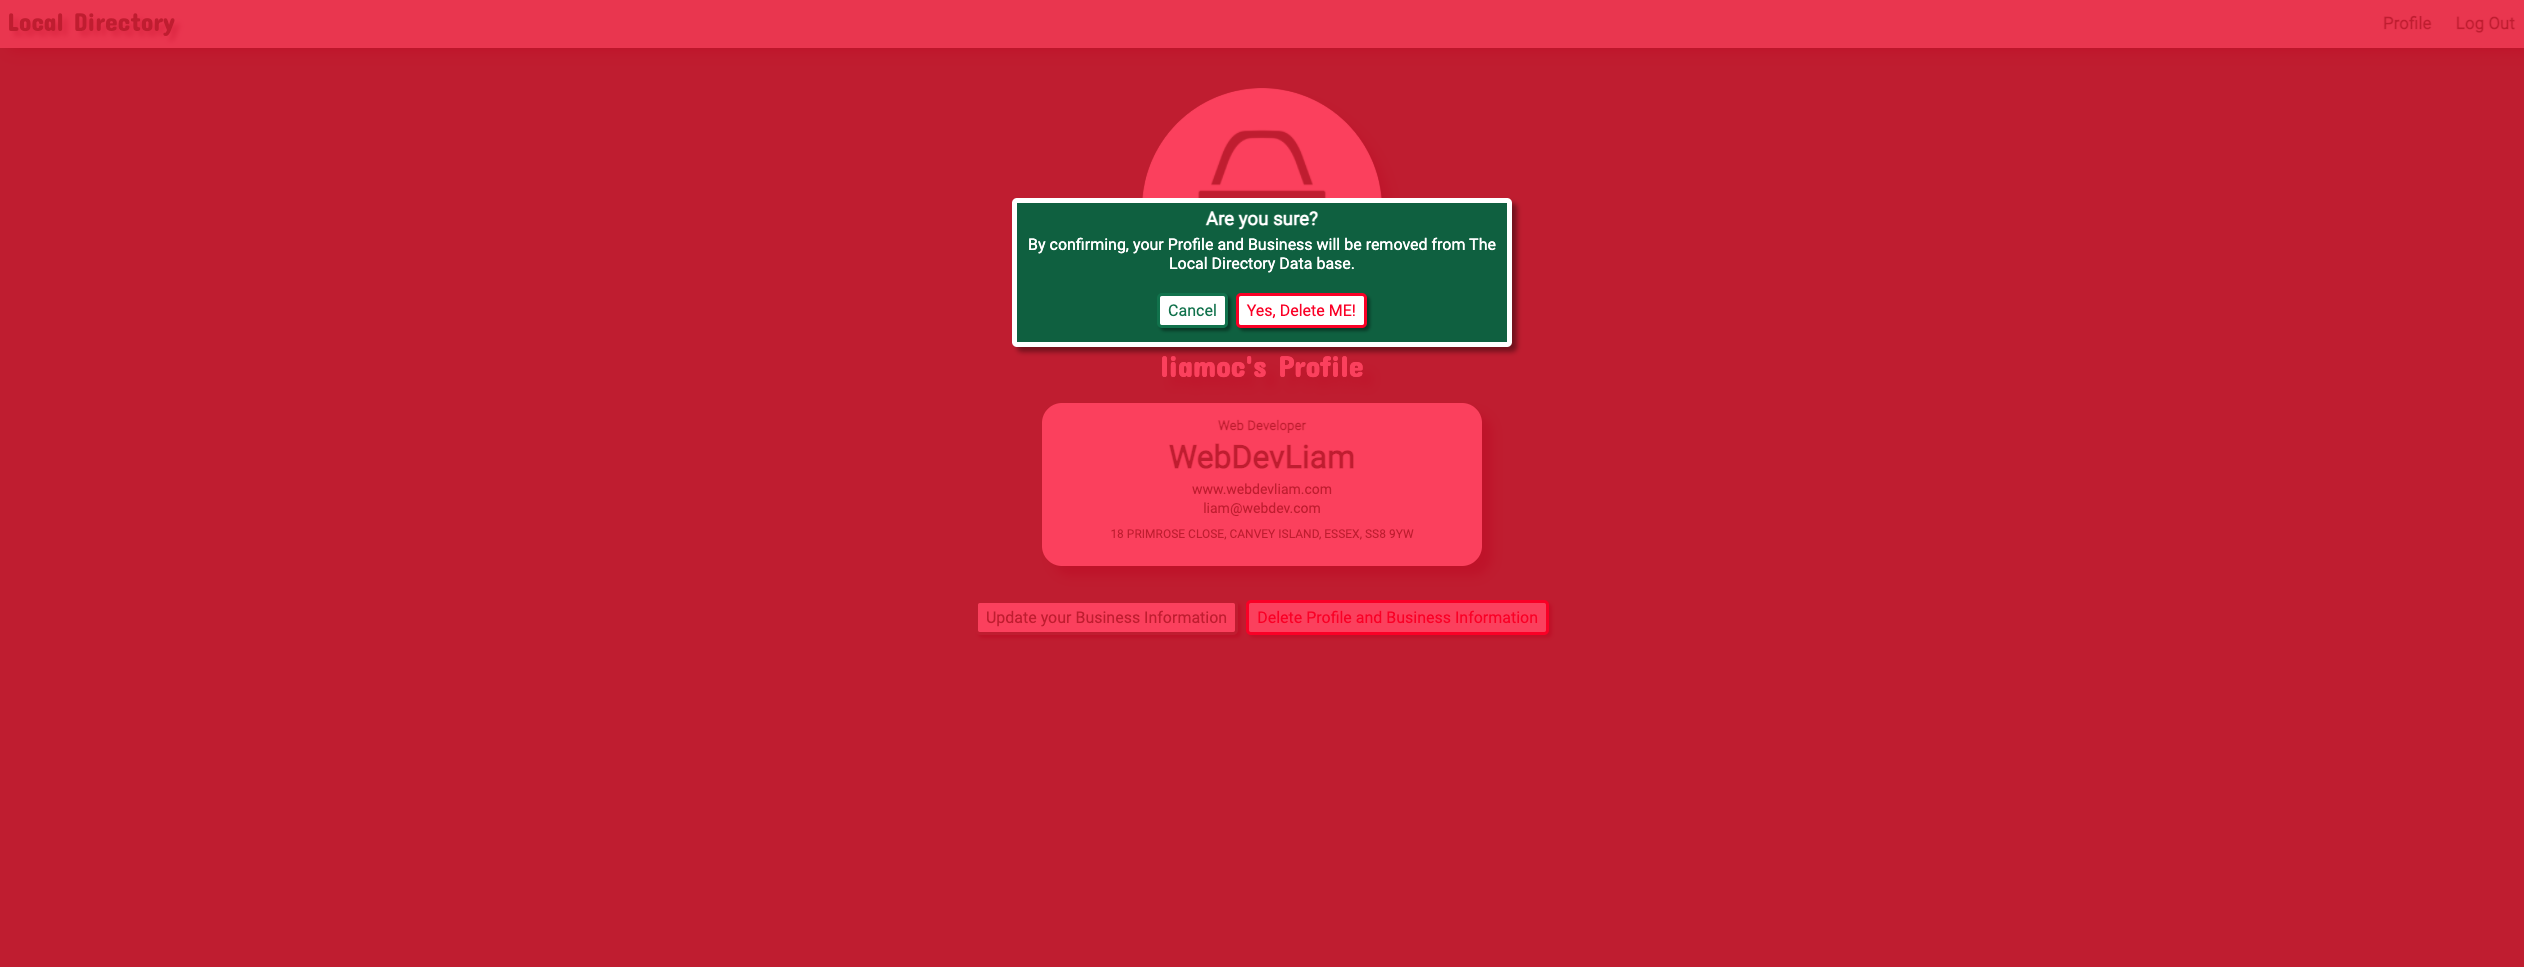 Local Directory
Profile
Log Out
Are you sure?
By confirming, your Profile and Business will be removed from The
Local Directory Data base.
Cancel
Yes, Delete ME!
liamoc's Profile
Web Developer
WebDevLiam
www.webdevliam.com
liam@webdev.com
18 PRIMROSE CLOSE, CANVEY ISLAND, ESSEX, SS8 9YW
Update your Business Information
Delete Profile and Business Information